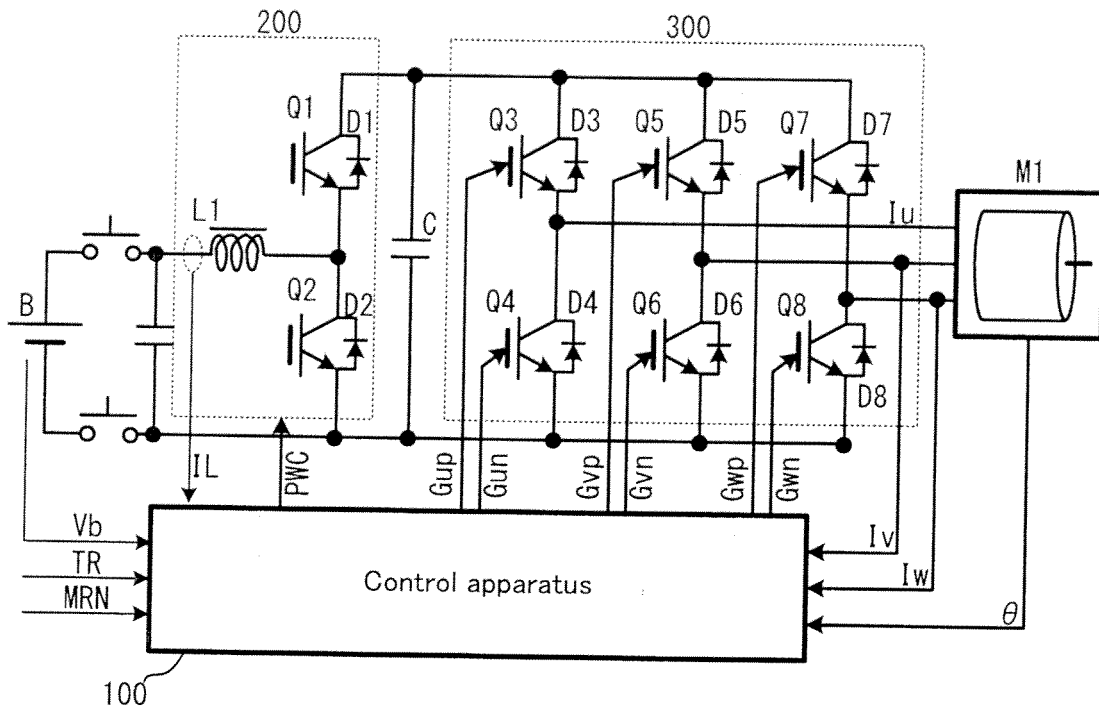 200
300
Q1
D1
Q3
D3
Q5
D5
Q7
D7
M1
L1
C
Iu
B
Q2
D2
Q4
D4
Q6
D6
Q8
D8
IL
PWC
Gup
Gun
Gvp
Gvn
Gwp
Gwn
Vb
TR
MRN
Control apparatus
Iv
Iw
θ
100